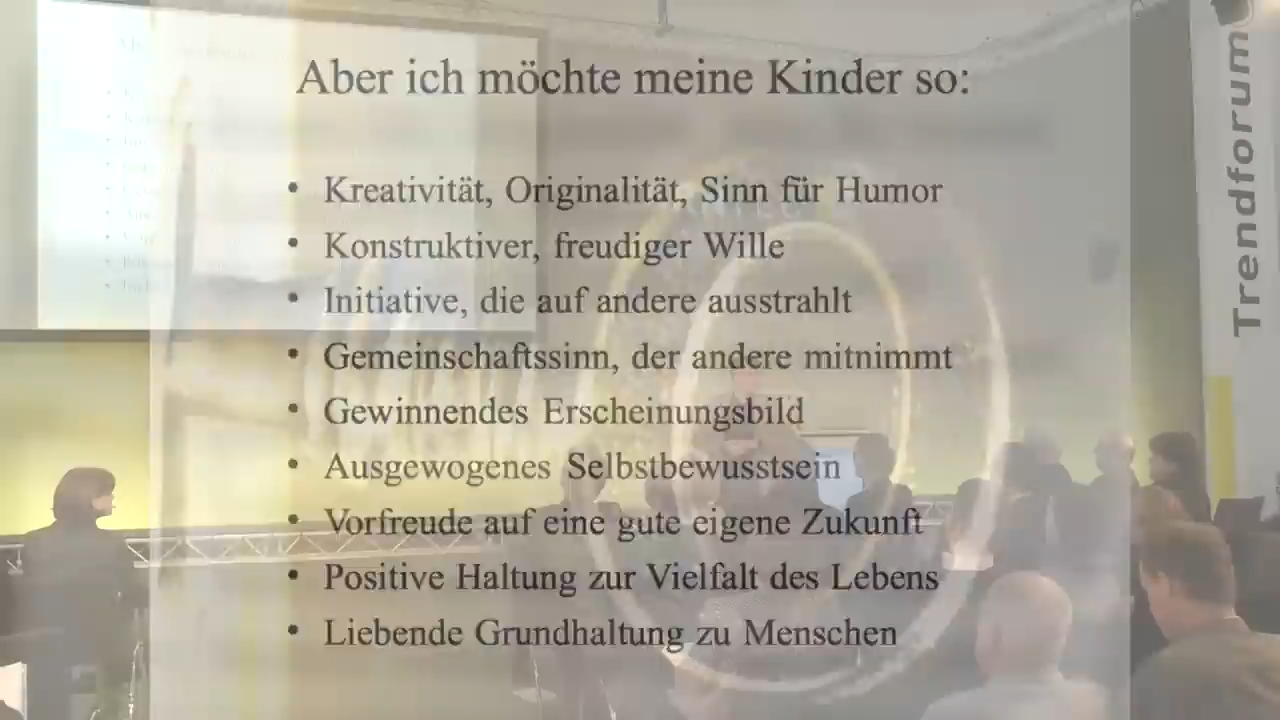 Aber ich möchte meine Kinder so:
• Kreativität, Originalität, Sinn für Humor
• Konstruktiver, freudiger Wille
• Initiative, die auf andere ausstrahlt
• Gemeinschaftssinn, der andere mitnimmt
• Gewinnendes Erscheinungsbild
• Ausgewogenes Selbstbewusstsein
• Vorfreude auf eine gute eigene Zukunft
• Positive Haltung zur Vielfalt des Lebens
• Liebende Grundhaltung zu Menschen
Trendforum